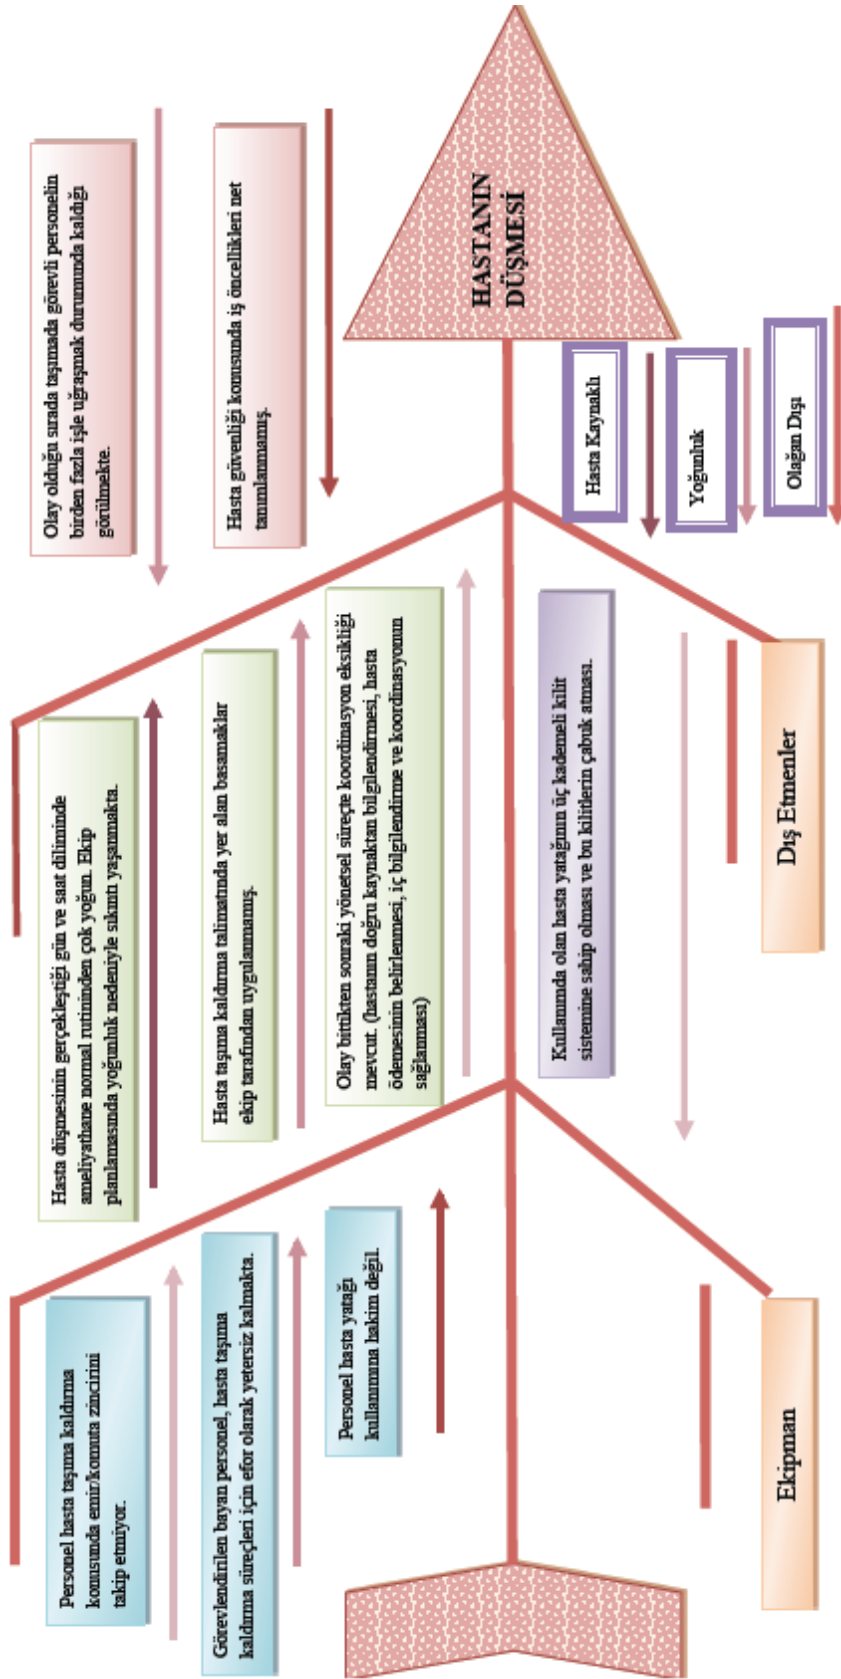 Personel hasta taşıma kaldırma
konusunda emir/komuta zincirini
takip etmiyor.
Görevlendirilen bayan personel, hasta taşıma
kaldırma süreçleri için efor olarak yetersiz kalmakta.
Personel hasta yatağı
kullanımına hakim değil.
Hasta düşmesinin gerçekleştiği gün ve saat diliminde
ameliyathane normal rutininden çok yoğun. Ekip
planlamasında yoğunluk nedeniyle sıkıntı yaşanmakta.
Hasta taşıma kaldırma talimatında yer alan basamaklar
ekip tarafından uygulanmamış.
Olay bittikten sonraki yönetsel süreçte koordinasyon eksikliği
mevcut. (hastanın doğru kaynaktan bilgilendirmesi, hasta
ödemesinin belirlenmesi, iç bilgilendirme ve koordinasyonun
sağlanması)
Olay olduğu sırada taşımada görevli personelin
birden fazla işle uğraşmak durumunda kaldığı
görülmekte.
Hasta güvenliği konusunda iş öncellikleri net
tanımlanmamış.
HASTANIN
DÜŞMESİ
Kullanımda olan hasta yatağının üç kademeli kilit
sistemine sahip olması ve bu kilitlerin çabuk atması.
Hasta Kaynaklı
Yoğunluk
Olağan Dışı
Ekipman
Dış Etmenler